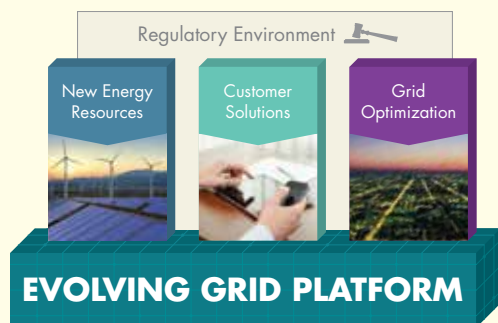 Regulatory Environment
New Energy
Resources
Customer
Solutions
Grid
Optimization
EVOLVING GRID PLATFORM